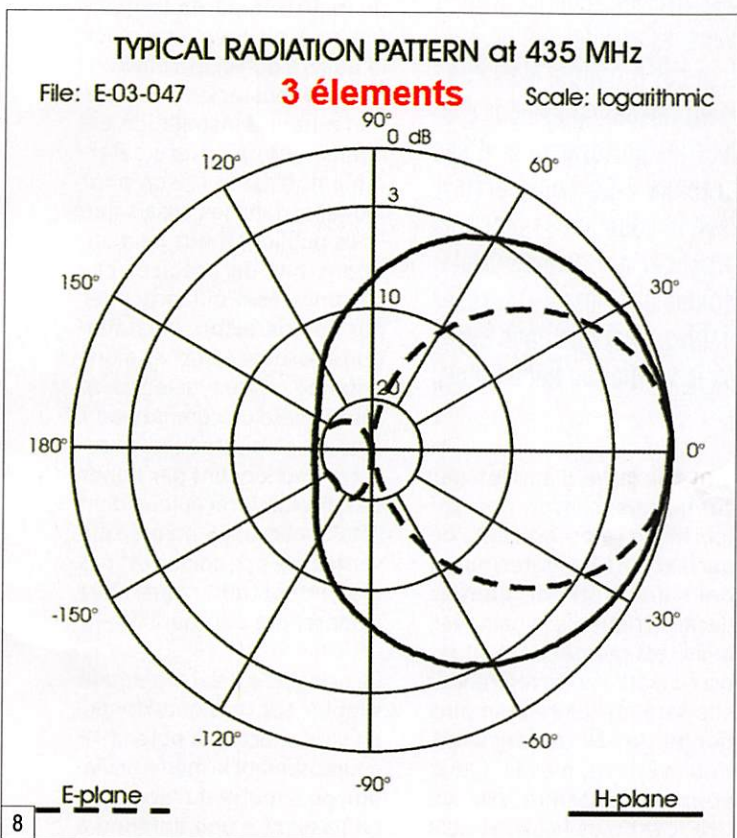 TYPICAL RADIATION PATTERN at 435 MHz
File: E-03-047
3 élements
Scale: logarithmic
90°
0 dB
120°
60°
3
150°
30°
10
20
180°
0°
-150°
-30°
-120°
-60°
-90°
E-plane
H-plane
8